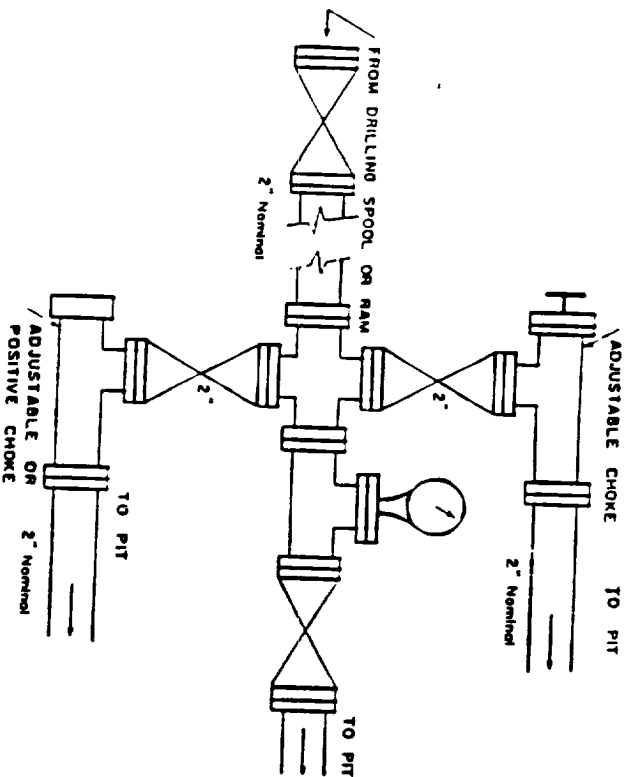 FROM DRILLING SPOOL OR RAM
2" Nominal
ADJUSTABLE CHOKE
TO PIT
2" Nominal
2"
2"
ADJUSTABLE OR
POSITIVE CHOKE
TO PIT
2" Nominal
TO PIT